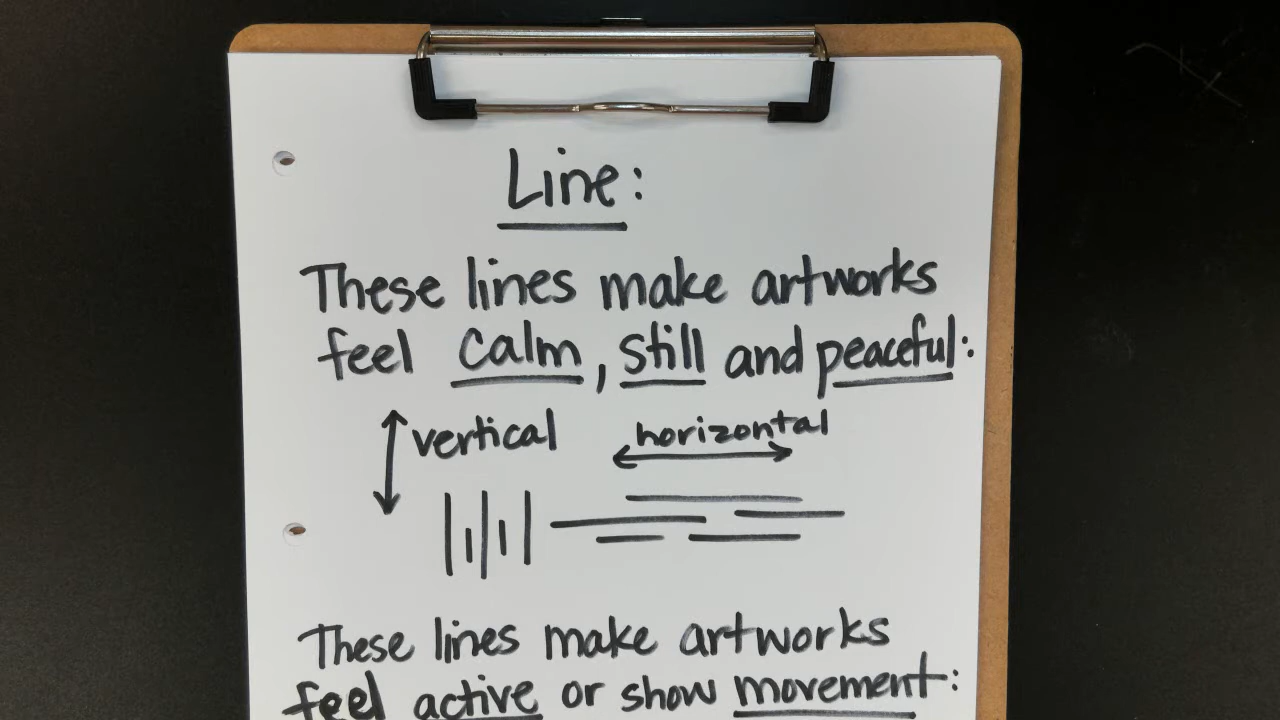 Line:
These lines make artworks
feel calm, still and peaceful:
vertical horizontal
These lines make artworks
feel active or show movement: